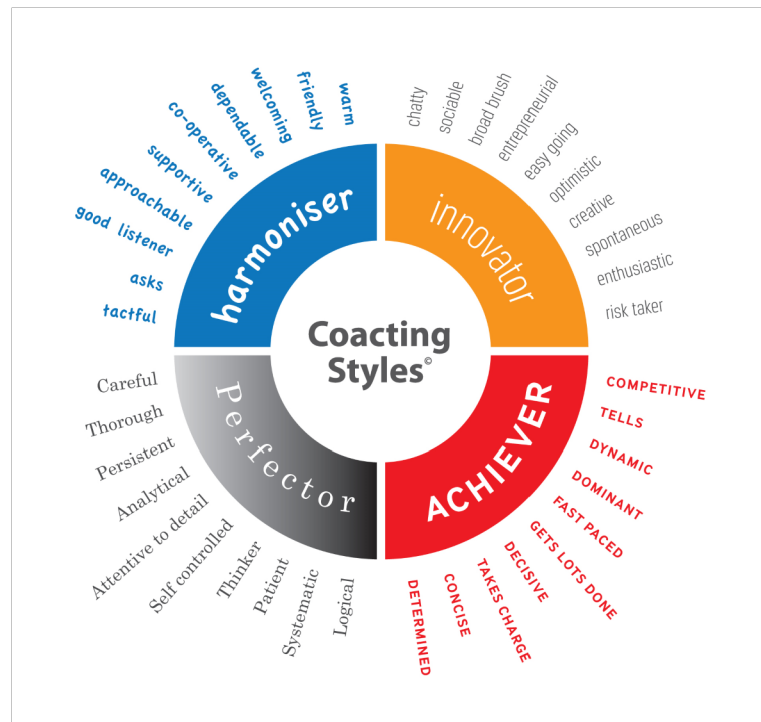 Coacting
Styles©
harmoniser
tactful
asks
good listener
approachable
supportive
co-operative
dependable
welcoming
friendly
warm
innovator
chatty
sociable
broad brush
entrepreneurial
easy going
optimistic
creative
spontaneous
enthusiastic
risk taker
ACHIEVER
COMPETITIVE
TELLS
DYNAMIC
DOMINANT
FAST PACED
GETS LOTS DONE
DECISIVE
TAKES CHARGE
CONCISE
DETERMINED
Perfector
Careful
Thorough
Persistent
Analytical
Attentive to detail
Self controlled
Thinker
Patient
Systematic
Logical